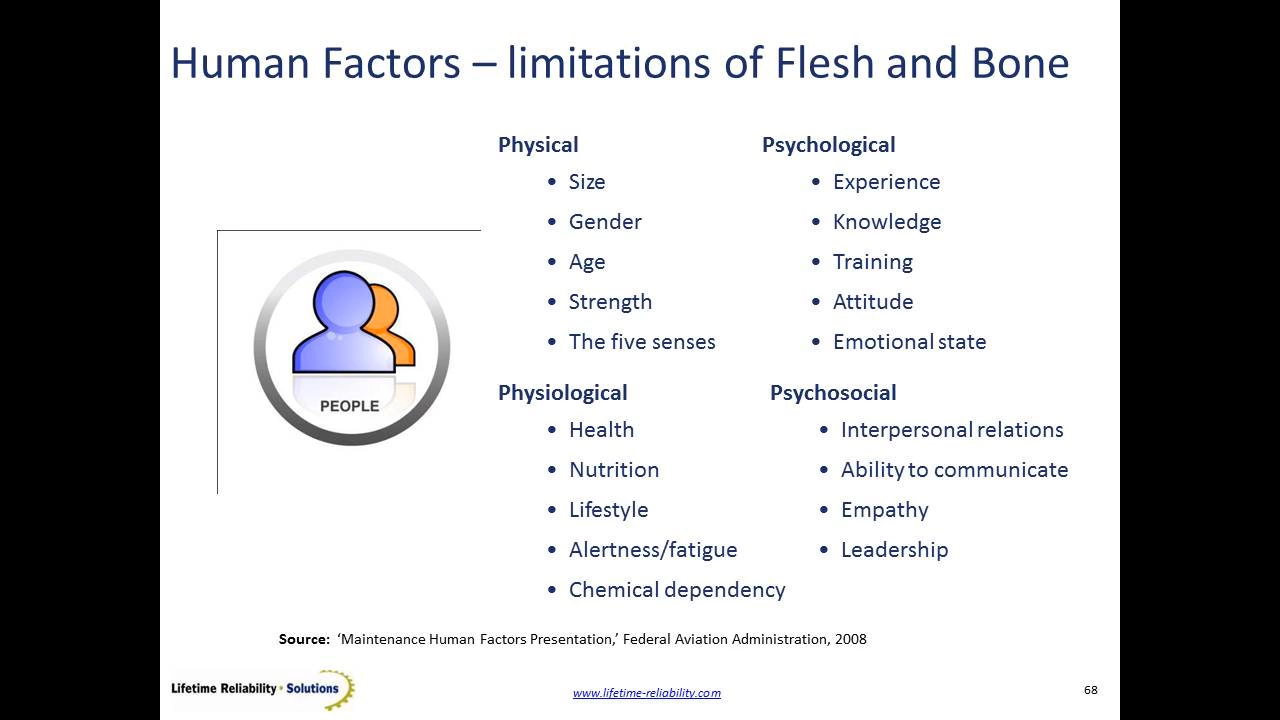 Human Factors – limitations of Flesh and Bone
Physical
• Size
• Gender
• Age
• Strength
• The five senses
Psychological
• Experience
• Knowledge
• Training
• Attitude
• Emotional state
PEOPLE
Physiological
• Health
• Nutrition
• Lifestyle
• Alertness/fatigue
• Chemical dependency
Psychosocial
• Interpersonal relations
• Ability to communicate
• Empathy
• Leadership
Source: ‘Maintenance Human Factors Presentation,’ Federal Aviation Administration, 2008
Lifetime Reliability • Solutions
www.lifetime-reliability.com
68